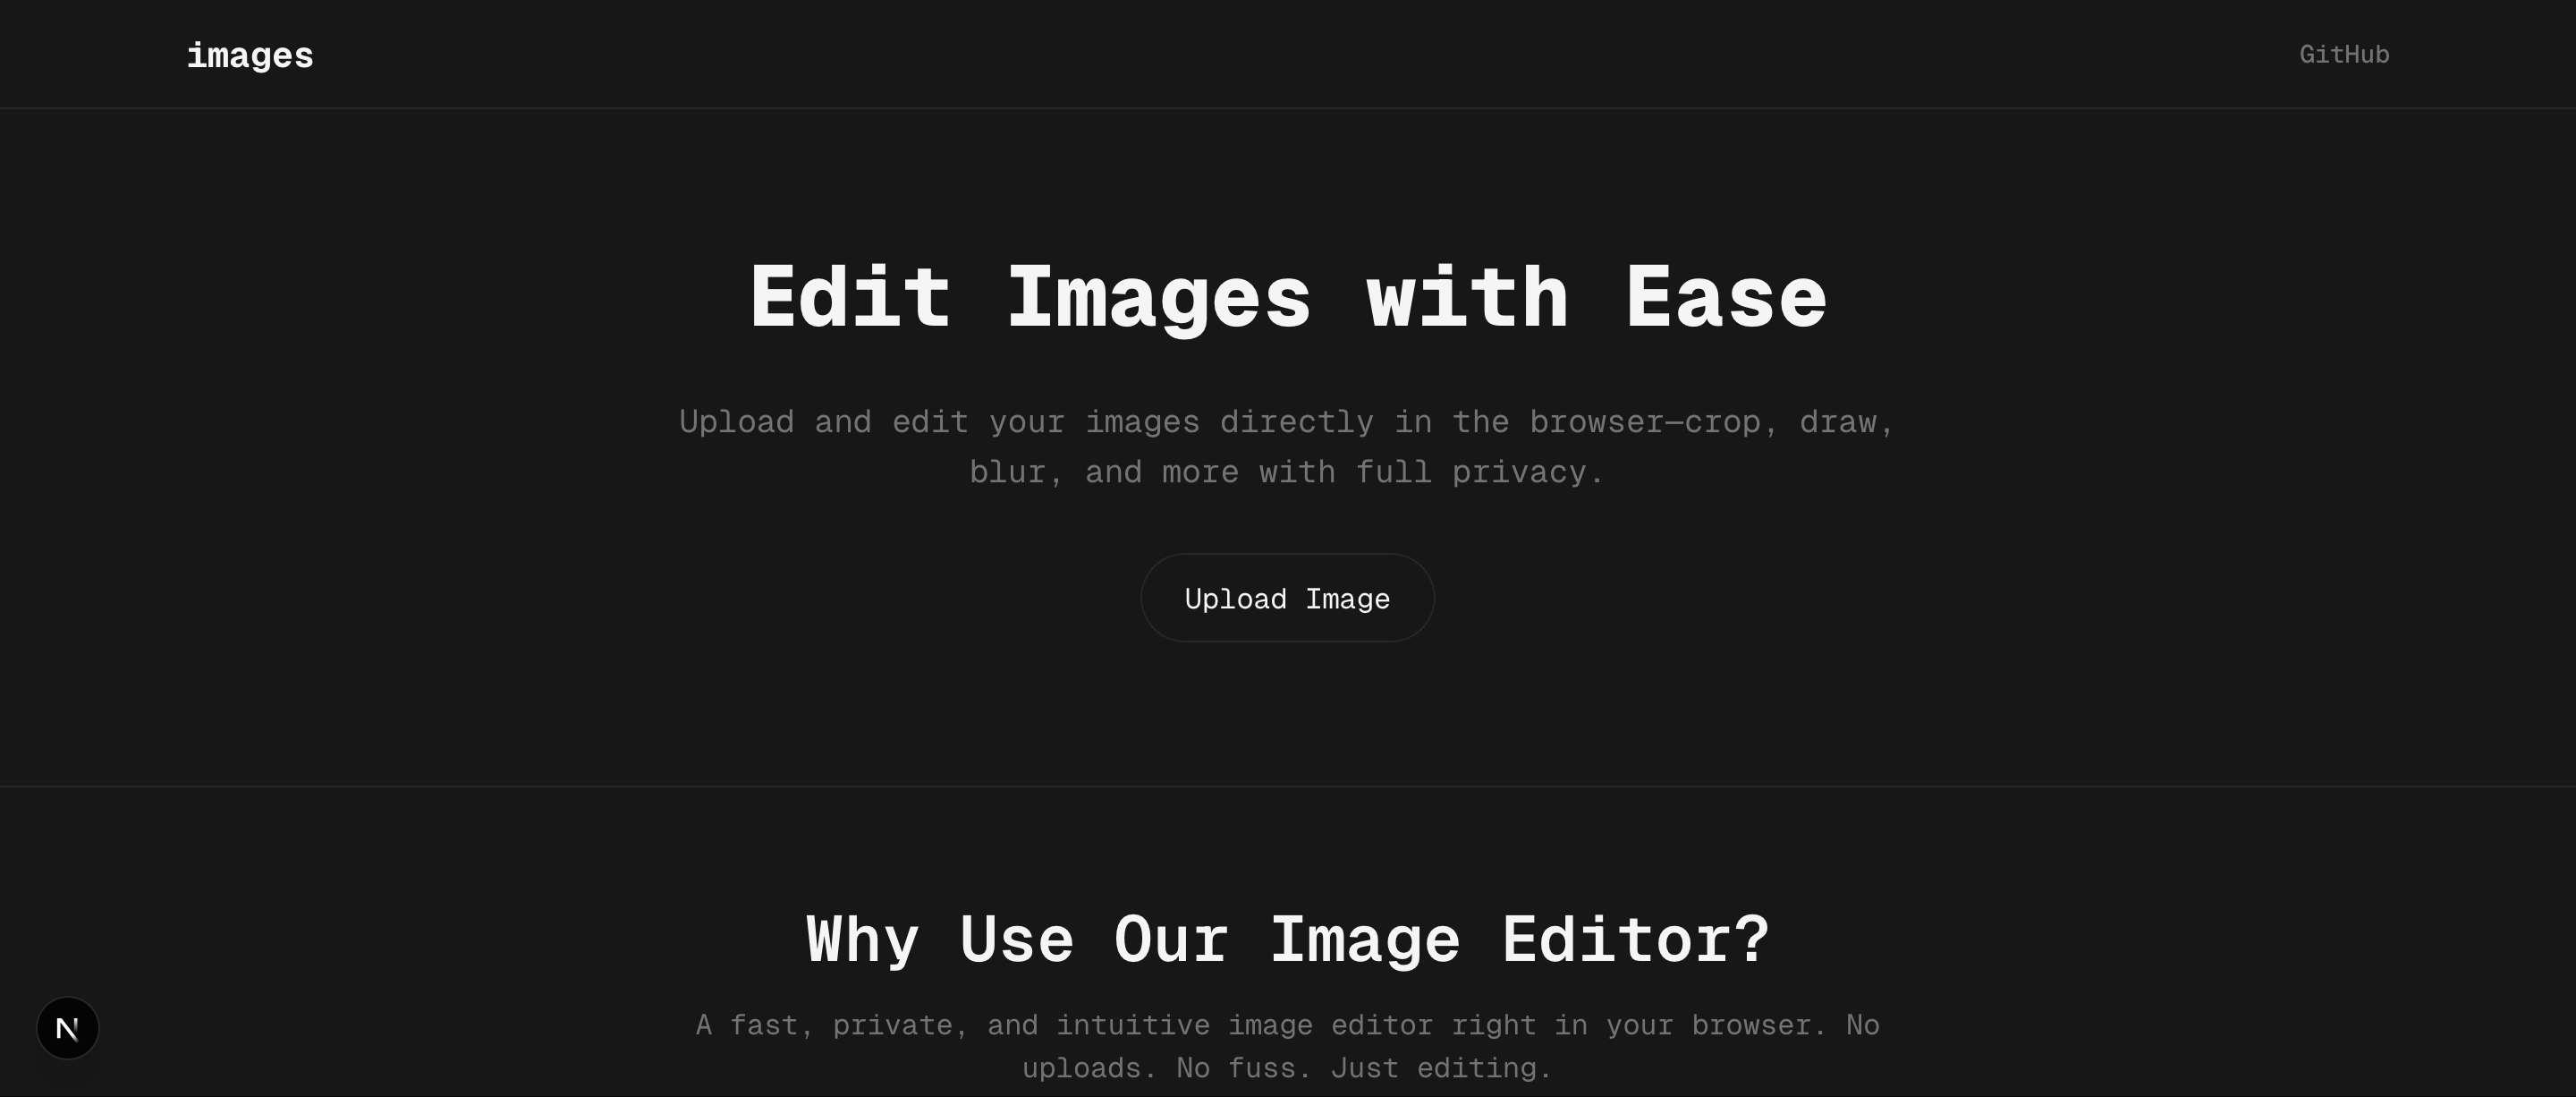 images
GitHub
Edit Images with Ease
Upload and edit your images directly in the browser—crop, draw,
blur, and more with full privacy.
Upload Image
Why Use Our Image Editor?
A fast, private, and intuitive image editor right in your browser. No
uploads. No fuss. Just editing.
N